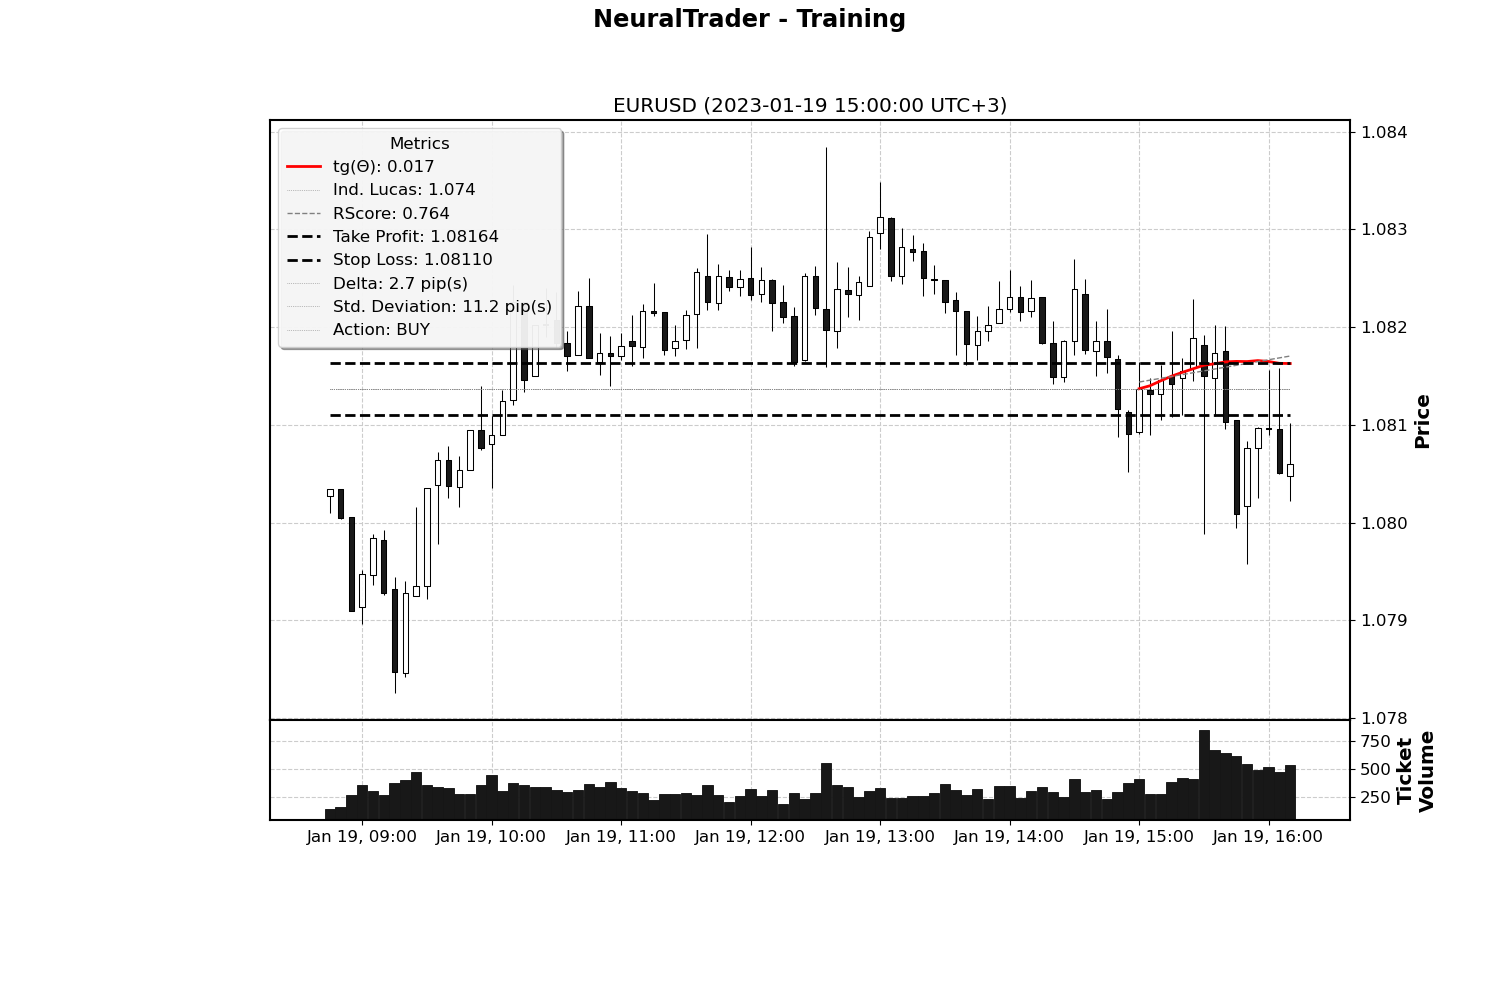 NeuralTrader - Training
EURUSD (2023-01-19 15:00:00 UTC+3)
Metrics
tg(Θ): 0.017
Ind. Lucas: 1.074
RScore: 0.764
Take Profit: 1.08164
Stop Loss: 1.08110
Delta: 2.7 pip(s)
Std. Deviation: 11.2 pip(s)
Action: BUY
1.084
1.083
1.082
1.081
1.080
1.079
1.078
Price
750
500
250
Ticket
Volume
Jan 19, 09:00
Jan 19, 10:00
Jan 19, 11:00
Jan 19, 12:00
Jan 19, 13:00
Jan 19, 14:00
Jan 19, 15:00
Jan 19, 16:00